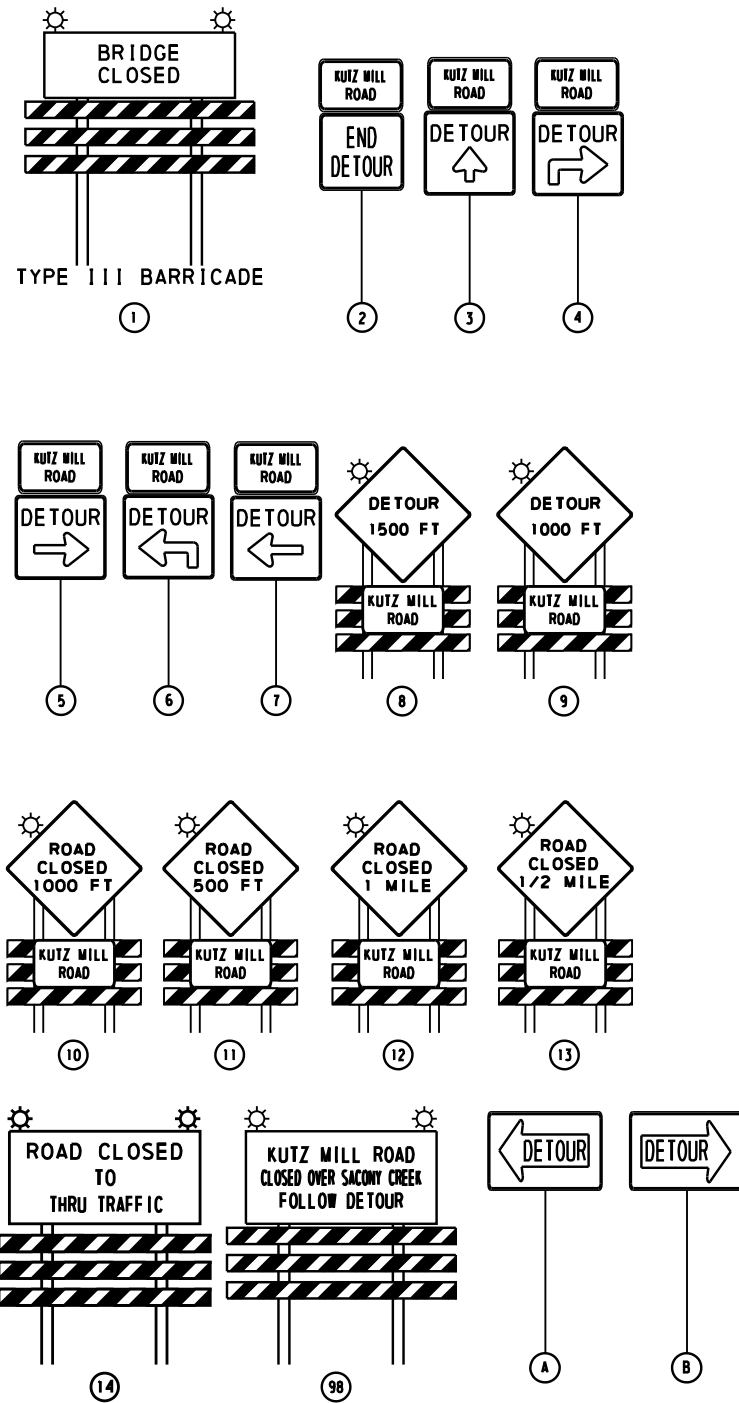 BRIDGE
CLOSED
TYPE III BARRICADE
1
KUTZ MILL
ROAD
END
DETOUR
2
KUTZ MILL
ROAD
DETOUR
3
KUTZ MILL
ROAD
DETOUR
4
KUTZ MILL
ROAD
DETOUR
5
KUTZ MILL
ROAD
DETOUR
6
KUTZ MILL
ROAD
DETOUR
7
DETOUR
1500 FT
KUTZ MILL
ROAD
8
DETOUR
1000 FT
KUTZ MILL
ROAD
9
ROAD
CLOSED
1000 FT
KUTZ MILL
ROAD
10
ROAD
CLOSED
500 FT
KUTZ MILL
ROAD
11
ROAD
CLOSED
1 MILE
KUTZ MILL
ROAD
12
ROAD
CLOSED
1/2 MILE
KUTZ MILL
ROAD
13
ROAD CLOSED
TO
THRU TRAFFIC
14
KUTZ MILL ROAD
CLOSED OVER SACONY CREEK
FOLLOW DETOUR
98
DETOUR
A
DETOUR
B